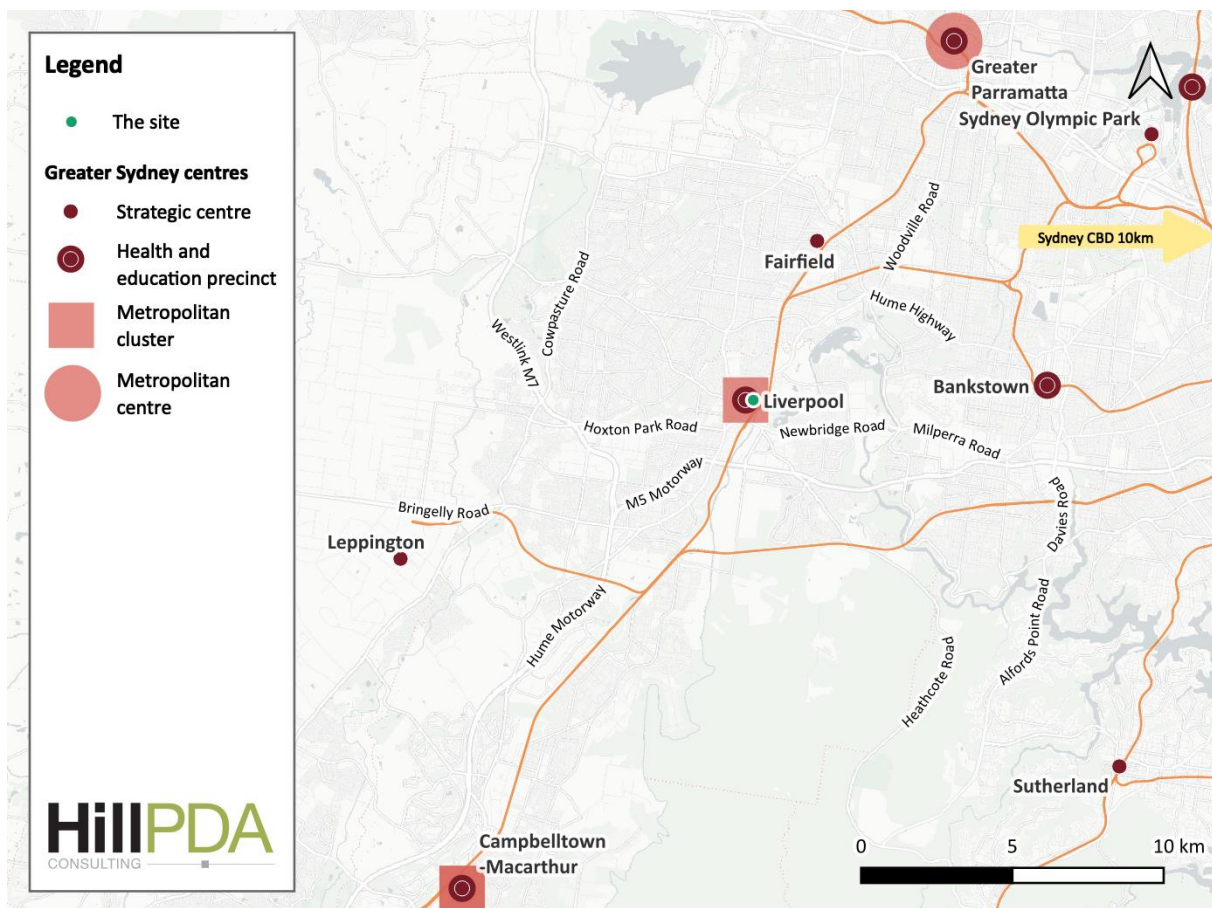 Legend
The site
Greater Sydney centres
Strategic centre
Health and
education precinct
Metropolitan
cluster
Metropolitan
centre
HillPDA
CONSULTING
Greater
Parramatta
Sydney Olympic Park
Woodville Road
Sydney CBD 10km
Fairfield
Cowpasture Road
Hume Highway
Westlink M7
Bankstown
Liverpool
Hoxton Park Road
Newbridge Road
Milperra Road
M5 Motorway
Bringelly Road
Davies Road
Leppington
Hume Motorway
Alfords Point Road
Heathcote Road
Sutherland
Campbelltown
-Macarthur
0 5 10 km